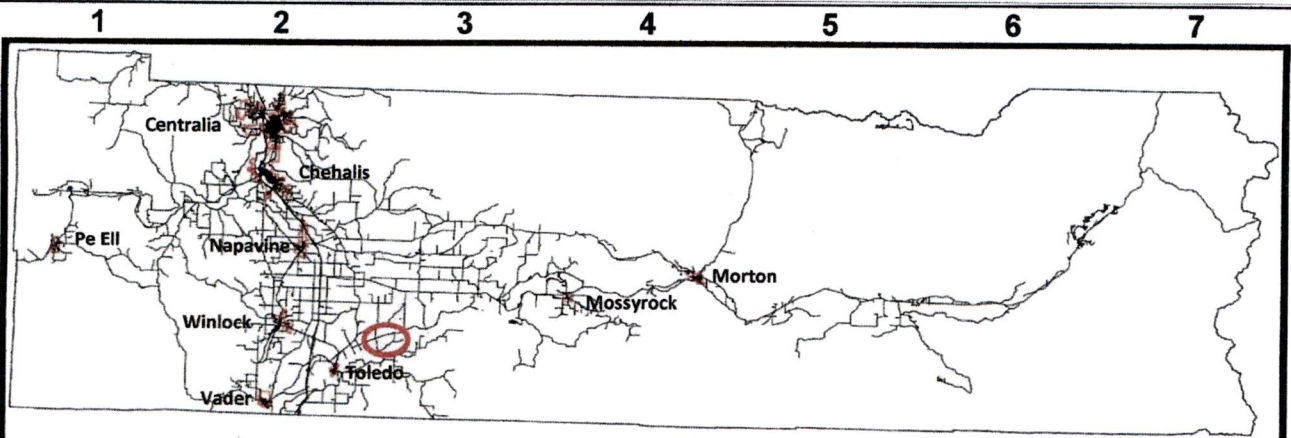 1 2 3 4 5 6 7
Centralia
Chehalis
Pe Ell
Napavine
Morton
Mossyrock
Winlock
Toledo
Vader